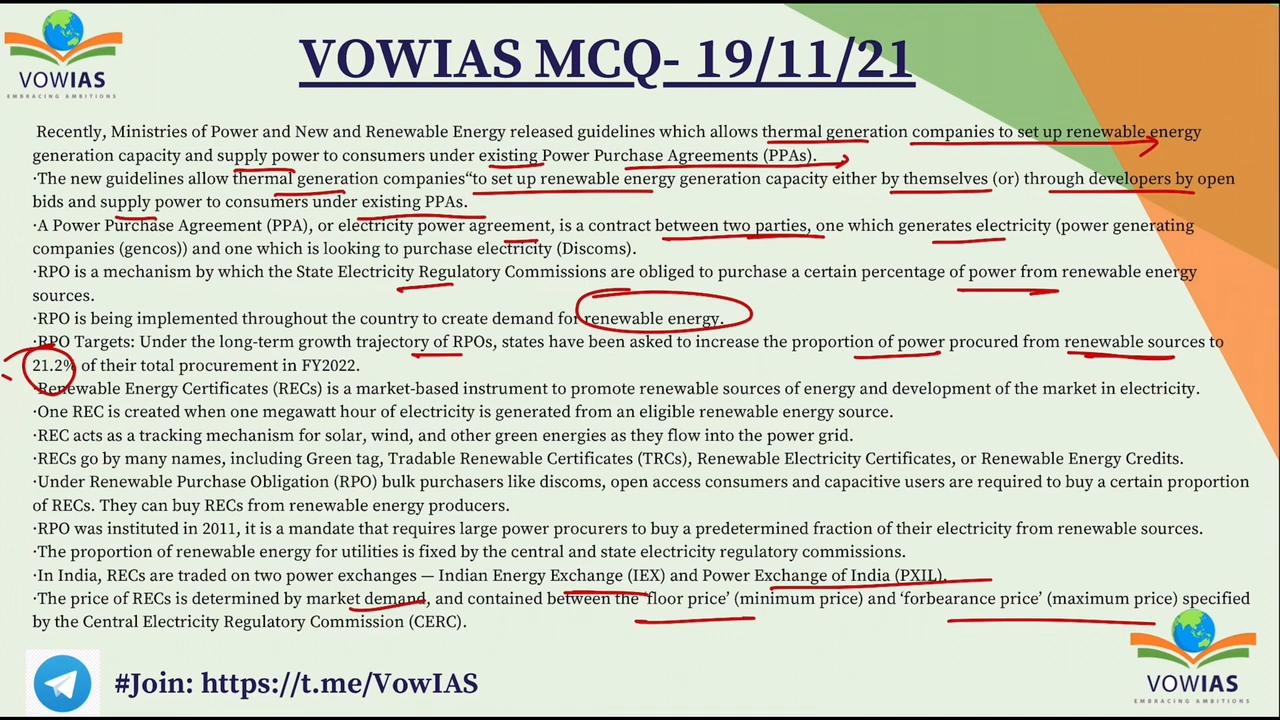 VOWIAS
EMBRACING AMBITIONS
VOWIAS MCQ- 19/11/21
Recently, Ministries of Power and New and Renewable Energy released guidelines which allows thermal generation companies to set up renewable energy
generation capacity and supply power to consumers under existing Power Purchase Agreements (PPAs).
·The new guidelines allow thermal generation companies“to set up renewable energy generation capacity either by themselves (or) through developers by open
bids and supply power to consumers under existing PPAs.
·A Power Purchase Agreement (PPA), or electricity power agreement, is a contract between two parties, one which generates electricity (power generating
companies (gencos)) and one which is looking to purchase electricity (Discoms).
·RPO is a mechanism by which the State Electricity Regulatory Commissions are obliged to purchase a certain percentage of power from renewable energy
sources.
·RPO is being implemented throughout the country to create demand for renewable energy.
·RPO Targets: Under the long-term growth trajectory of RPOs, states have been asked to increase the proportion of power procured from renewable sources to
21.2% of their total procurement in FY2022.
·Renewable Energy Certificates (RECs) is a market-based instrument to promote renewable sources of energy and development of the market in electricity.
·One REC is created when one megawatt hour of electricity is generated from an eligible renewable energy source.
·REC acts as a tracking mechanism for solar, wind, and other green energies as they flow into the power grid.
·RECs go by many names, including Green tag, Tradable Renewable Certificates (TRCs), Renewable Electricity Certificates, or Renewable Energy Credits.
·Under Renewable Purchase Obligation (RPO) bulk purchasers like discoms, open access consumers and capacitive users are required to buy a certain proportion
of RECs. They can buy RECs from renewable energy producers.
·RPO was instituted in 2011, it is a mandate that requires large power procurers to buy a predetermined fraction of their electricity from renewable sources.
·The proportion of renewable energy for utilities is fixed by the central and state electricity regulatory commissions.
·In India, RECs are traded on two power exchanges — Indian Energy Exchange (IEX) and Power Exchange of India (PXIL).
·The price of RECs is determined by market demand, and contained between the ‘floor price’ (minimum price) and ‘forbearance price’ (maximum price) specified
by the Central Electricity Regulatory Commission (CERC).
#Join: https://t.me/VowIAS
VOWIAS
EMBRACING AMBITIONS